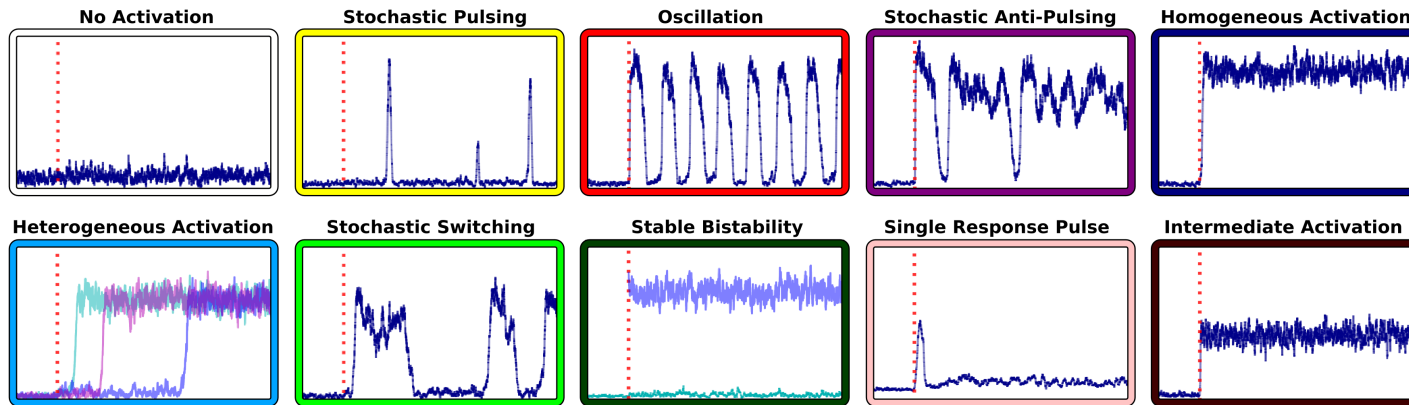 No Activation
Stochastic Pulsing
Oscillation
Stochastic Anti-Pulsing
Homogeneous Activation
Heterogeneous Activation
Stochastic Switching
Stable Bistability
Single Response Pulse
Intermediate Activation